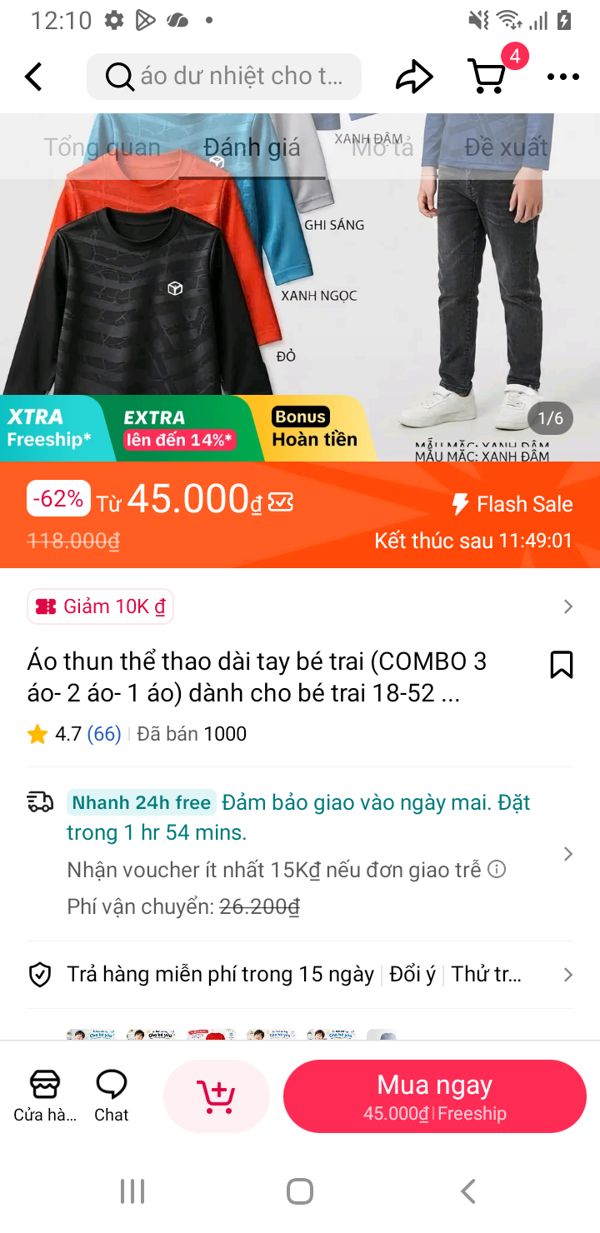 12:10
áo dư nhiệt cho t...
4
Tổng quan
Đánh giá
Mô tả
Đề xuất
XANH ĐẬM
GHI SÁNG
XANH NGỌC
ĐỎ
XTRA
Freeship*
EXTRA
lên đến 14%*
Bonus
Hoàn tiền
1/6
MẪU MẶC: XANH ĐẬM
MẪU MẶC: XANH ĐẬM
-62% Từ 45.000₫
Flash Sale
118.000₫
Kết thúc sau 11:49:01
Giảm 10K ₫
Áo thun thể thao dài tay bé trai (COMBO 3
áo- 2 áo- 1 áo) dành cho bé trai 18-52 ...
4.7 (66) Đã bán 1000
Nhanh 24h free Đảm bảo giao vào ngày mai. Đặt
trong 1 hr 54 mins.
Nhận voucher ít nhất 15K₫ nếu đơn giao trễ
Phí vận chuyển: 26.200₫
Trả hàng miễn phí trong 15 ngày | Đổi ý | Thử tr...
Cửa hà...
Chat
Mua ngay
45.000₫ | Freeship